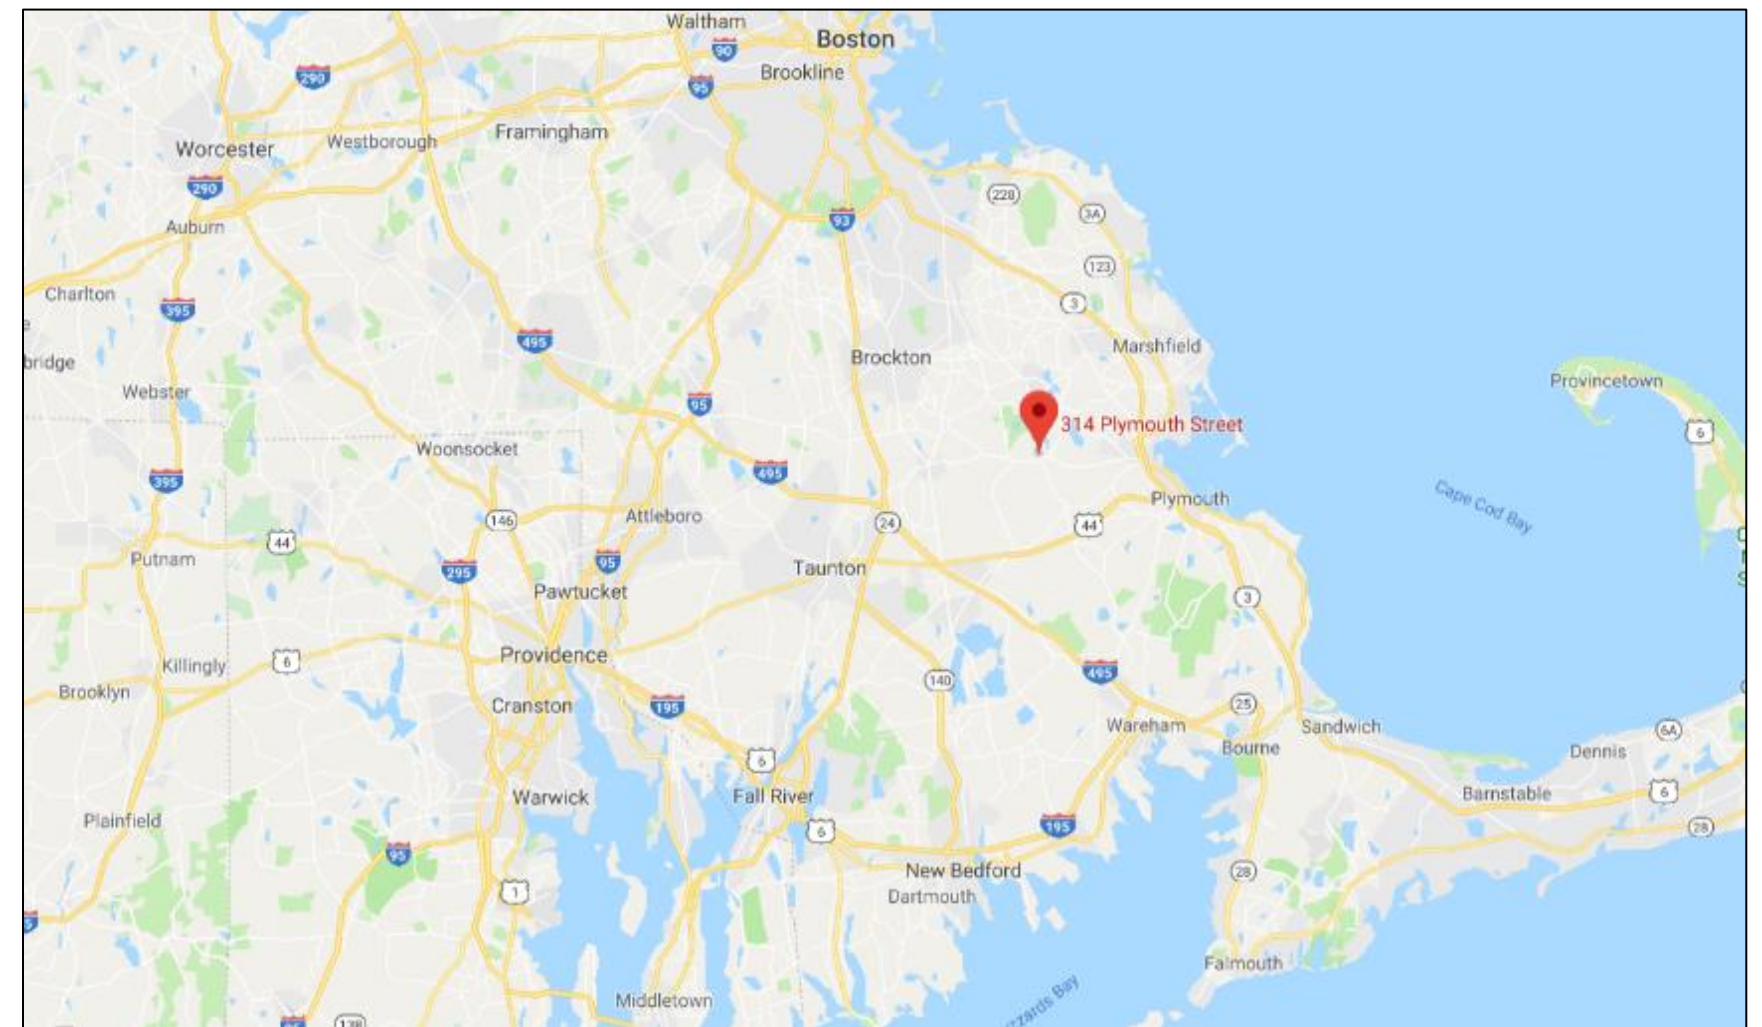 Waltham
Boston
90
Brookline
290
95
Framingham
Westborough
Worcester
290
228
3A
93
Auburn
123
Charlton
3
395
495
Marshfield
Brockton
bridge
Provincetown
Webster
95
314 Plymouth Street
6
Woonsocket
495
395
Cape Cod Bay
Plymouth
Attleboro
146
24
44
44
Putnam
95
295
Taunton
Pawtucket
3
Providence
6
Killingly
495
140
Brooklyn
25
Cranston
195
Wareham
Sandwich
6A
Bourne
Dennis
6
6
Barnstable
Warwick
Fall River
Plainfield
195
28
6
95
New Bedford
28
1
Dartmouth
Falmouth
Middletown
138